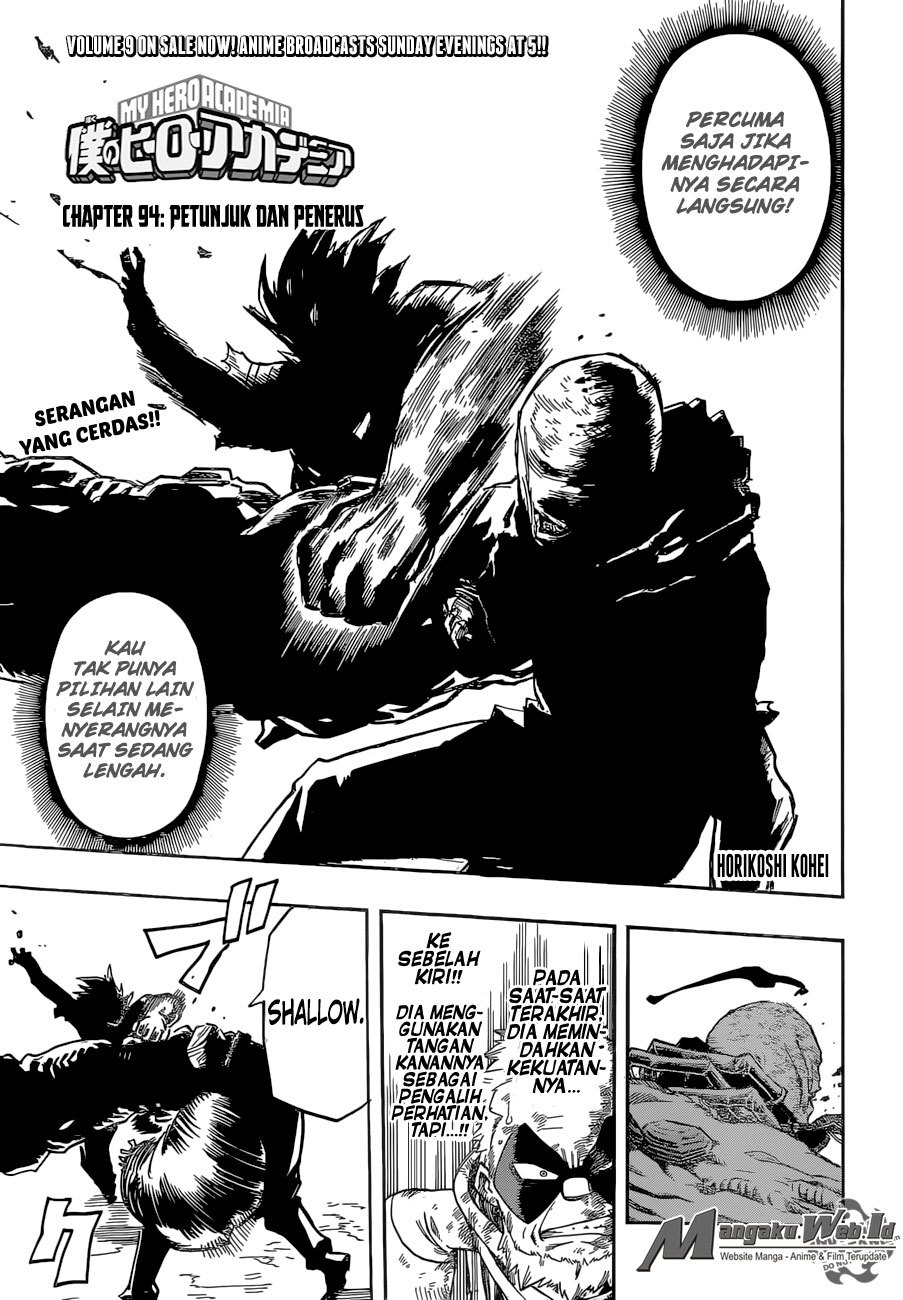 VOLUME 9 ON SALE NOW! ANIME BROADCASTS SUNDAY EVENINGS AT 5!!
MY HERO ACADEMIA
僕のヒーローアカデミア
CHAPTER 94: PETUNJUK DAN PENERUS
PERCUMA
SAJA JIKA
MENGHADAPI-
NYA SECARA
LANGSUNG!
SERANGAN
YANG CERDAS!!
KAU
TAK PUNYA
PILIHAN LAIN
SELAIN ME-
NYERANGNYA
SAAT SEDANG
LENGAH.
HORIKOSHI KOHEI
PADA
SAAT-SAAT
TERAKHIR,
DIA MEMIN-
DAHKAN
KEKUATAN-
NYA...
KE
SEBELAH
KIRI!!
DIA MENG-
GUNAKAN
TANGAN
KANANNYA
SEBAGAI
PENGALIH
PERHATIAN,
TAPI...!!
SHALLOW.
グ
ク
Mangaku.Web.Id
Website Manga - Anime & Film Terupdate